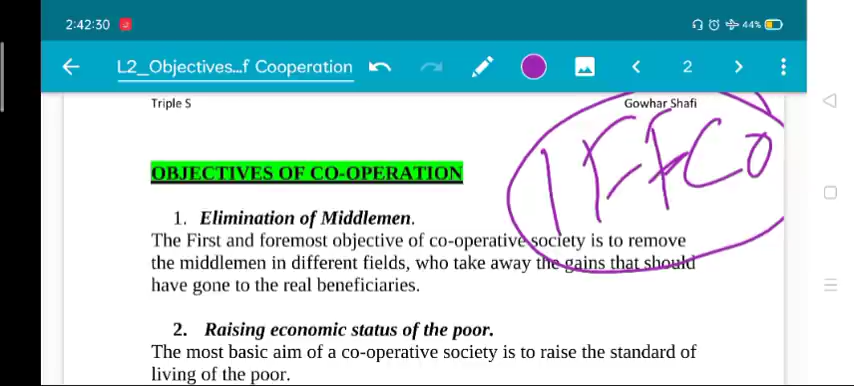 2:42:30 44%
L2_Objectives...f Cooperation 2
Triple S Gowhar Shafi
IFFCO
OBJECTIVES OF CO-OPERATION
1. Elimination of Middlemen.
The First and foremost objective of co-operative society is to remove
the middlemen in different fields, who take away the gains that should
have gone to the real beneficiaries.
2. Raising economic status of the poor.
The most basic aim of a co-operative society is to raise the standard of
living of the poor.